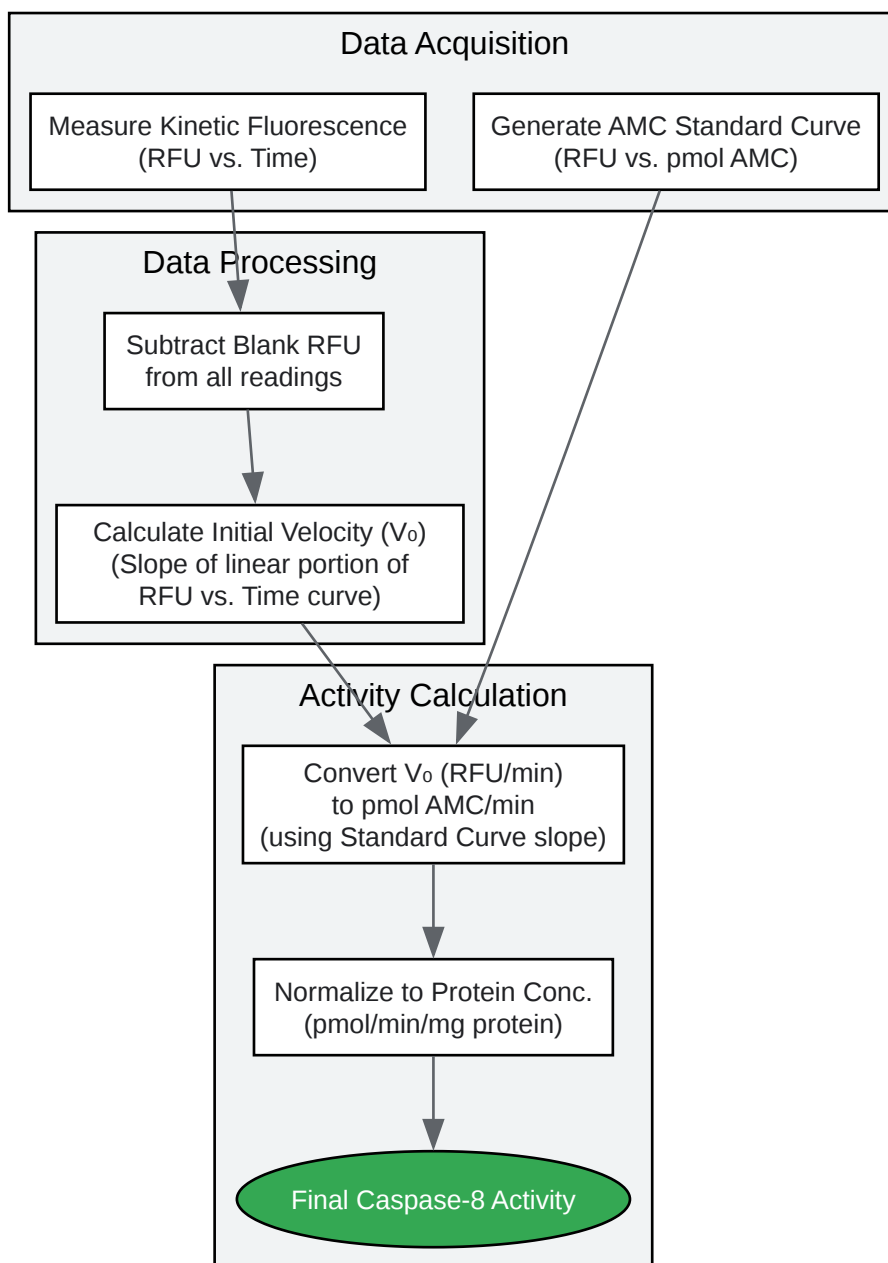 Data Acquisition
Measure Kinetic Fluorescence
(RFU vs. Time)
Generate AMC Standard Curve
(RFU vs. pmol AMC)
Data Processing
Subtract Blank RFU
from all readings
Calculate Initial Velocity (V₀)
(Slope of linear portion of
RFU vs. Time curve)
Activity Calculation
Convert V₀ (RFU/min)
to pmol AMC/min
(using Standard Curve slope)
Normalize to Protein Conc.
(pmol/min/mg protein)
Final Caspase-8 Activity